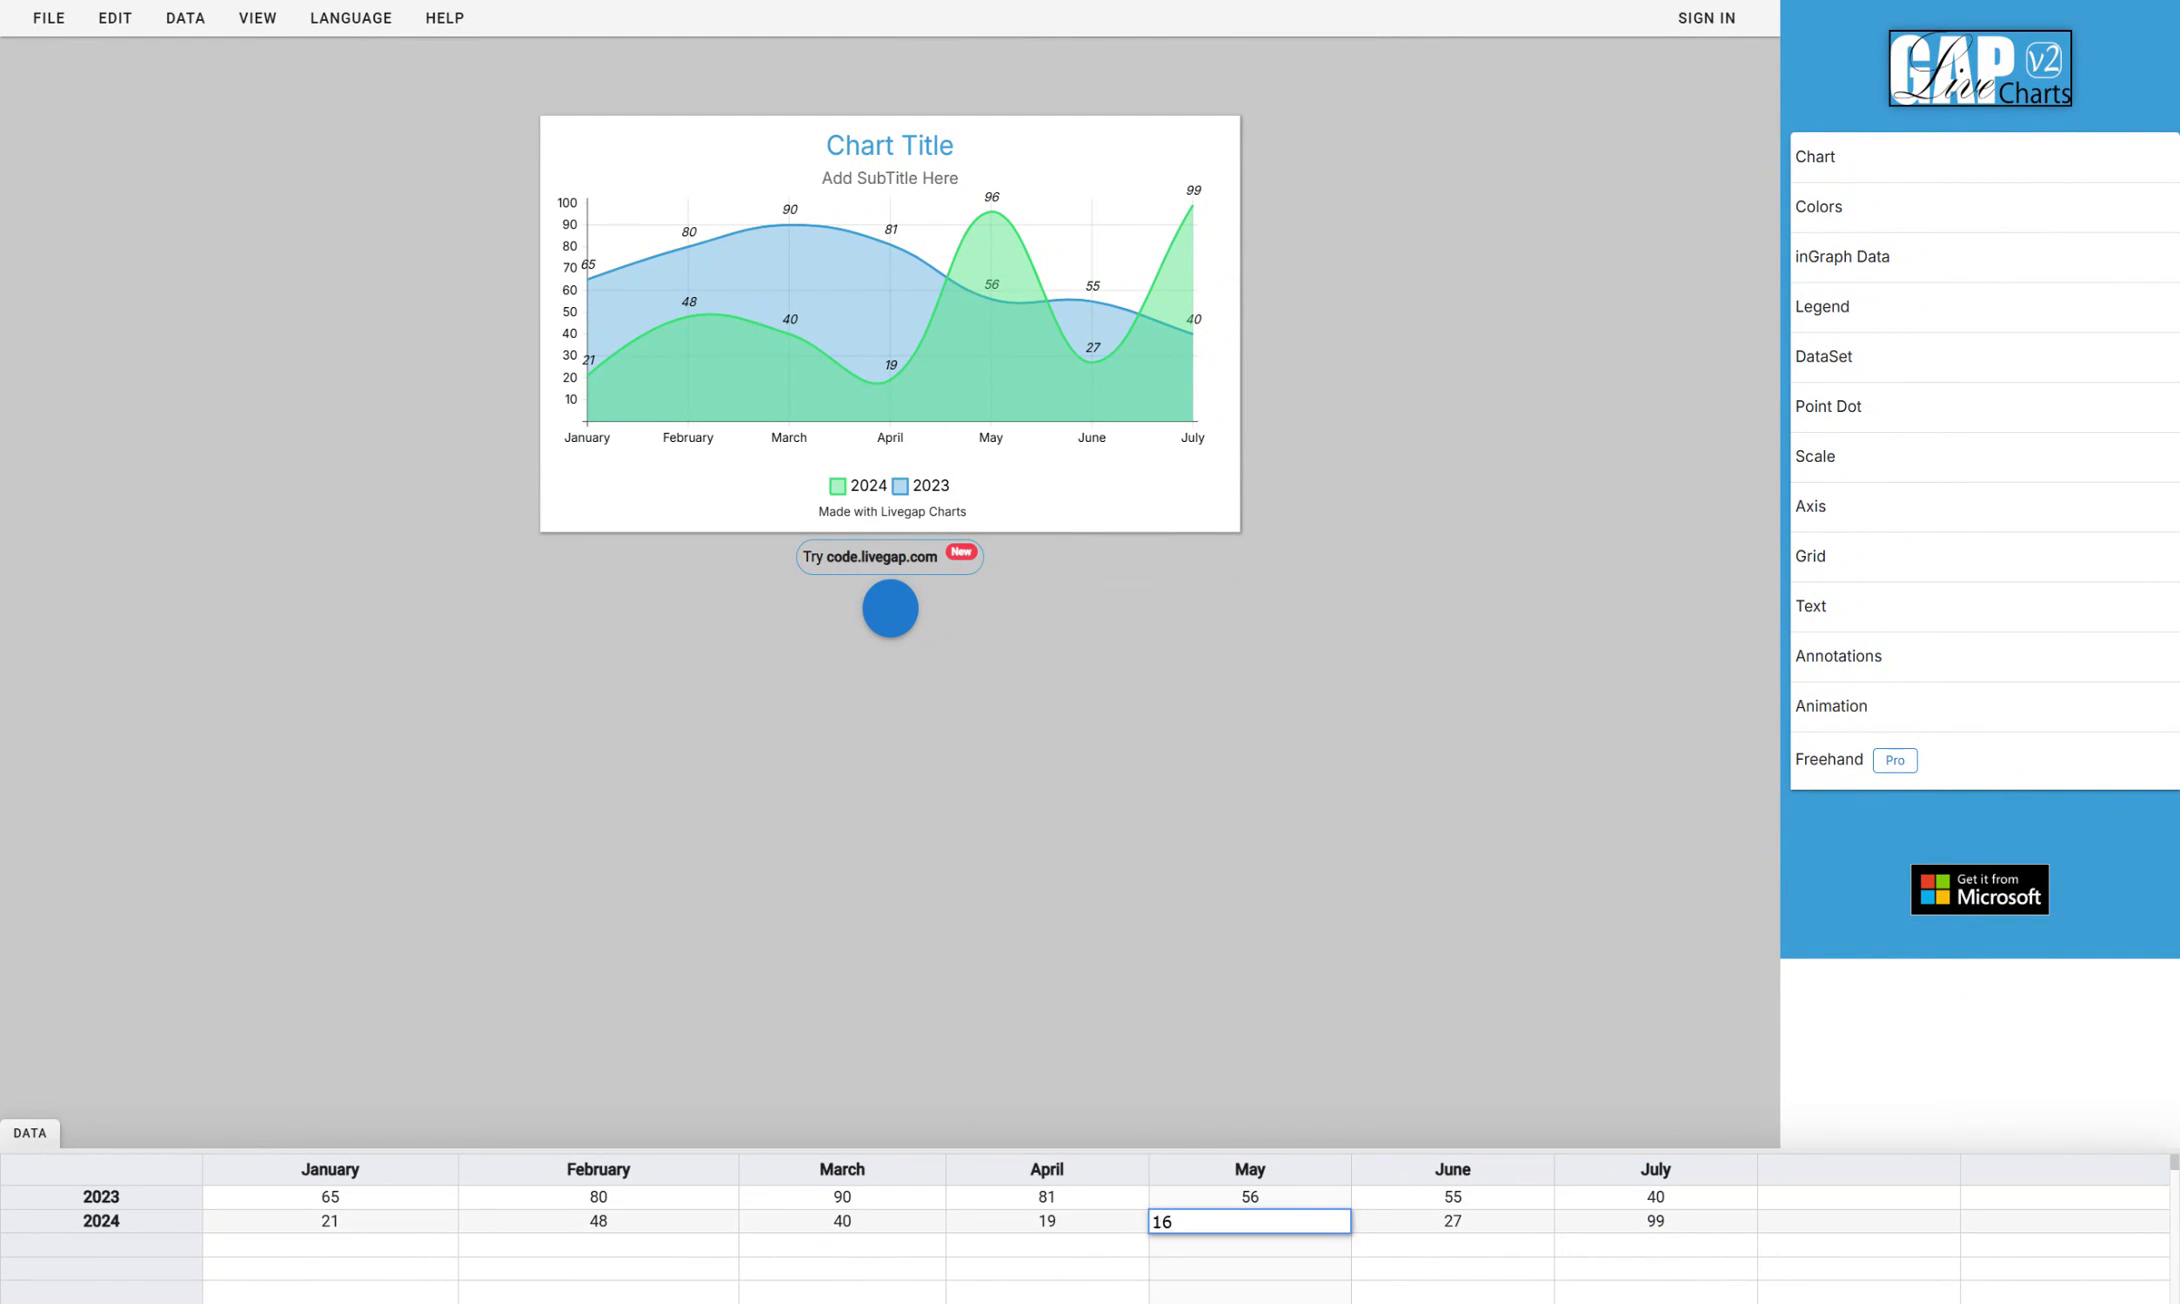 FILE EDIT DATA VIEW LANGUAGE HELP SIGN IN
GAP Live v2 Charts
Chart Title
Add SubTitle Here
100
90
80
70
60
50
40
30
20
10
65 80 90 81 56 55 40
21 48 40 19 96 27 99
January February March April May June July
2024 2023
Made with Livegap Charts
Try code.livegap.com New
Chart
Colors
inGraph Data
Legend
DataSet
Point Dot
Scale
Axis
Grid
Text
Annotations
Animation
Freehand Pro
Get it from
Microsoft
DATA
January February March April May June July
2023 65 80 90 81 56 55 40
2024 21 48 40 19 16 27 99